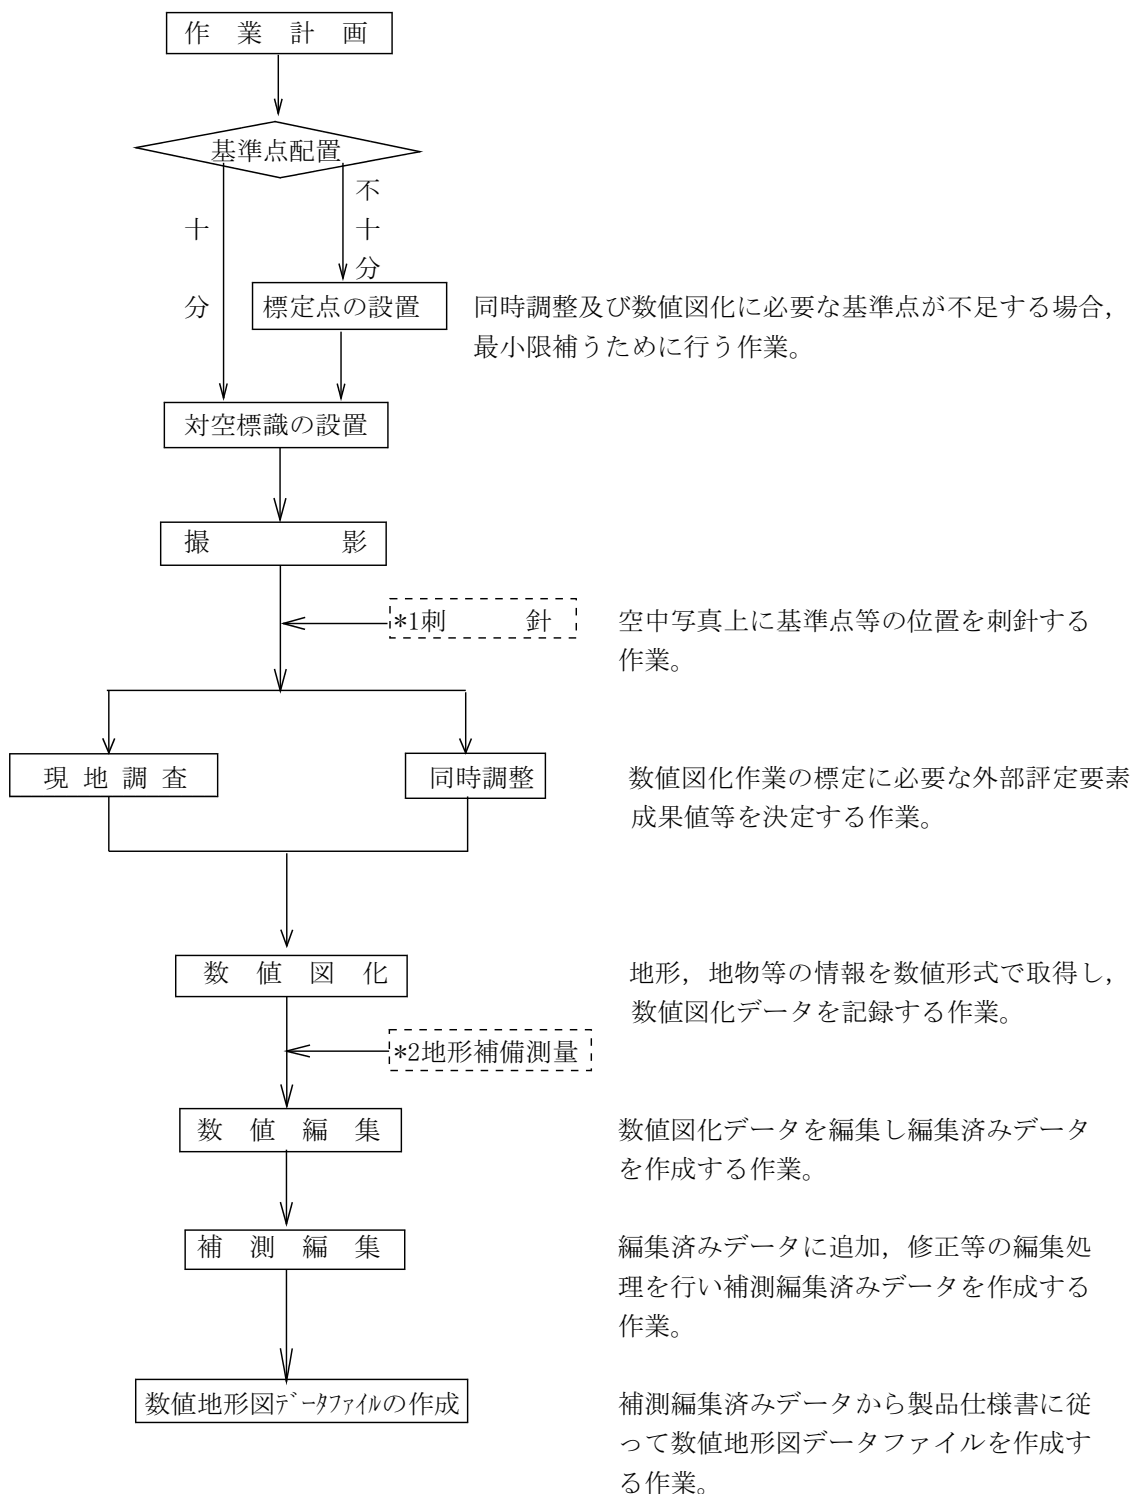 作業計画
基準点配置
不十分
十分
標定点の設置
同時調整及び数値図化に必要な基準点が不足する場合，
最小限補うために行う作業。
対空標識の設置
撮影
*1刺針
空中写真上に基準点等の位置を刺針する
作業。
現地調査
同時調整
数値図化作業の標定に必要な外部評定要素
成果値等を決定する作業。
数値図化
地形，地物等の情報を数値形式で取得し，
数値図化データを記録する作業。
*2地形補備測量
数値編集
数値図化データを編集し編集済みデータ
を作成する作業。
補測編集
編集済みデータに追加，修正等の編集処
理を行い補測編集済みデータを作成する
作業。
数値地形図ﾃﾞｰﾀﾌｧｲﾙの作成
補測編集済みデータから製品仕様書に従
って数値地形図データファイルを作成す
る作業。